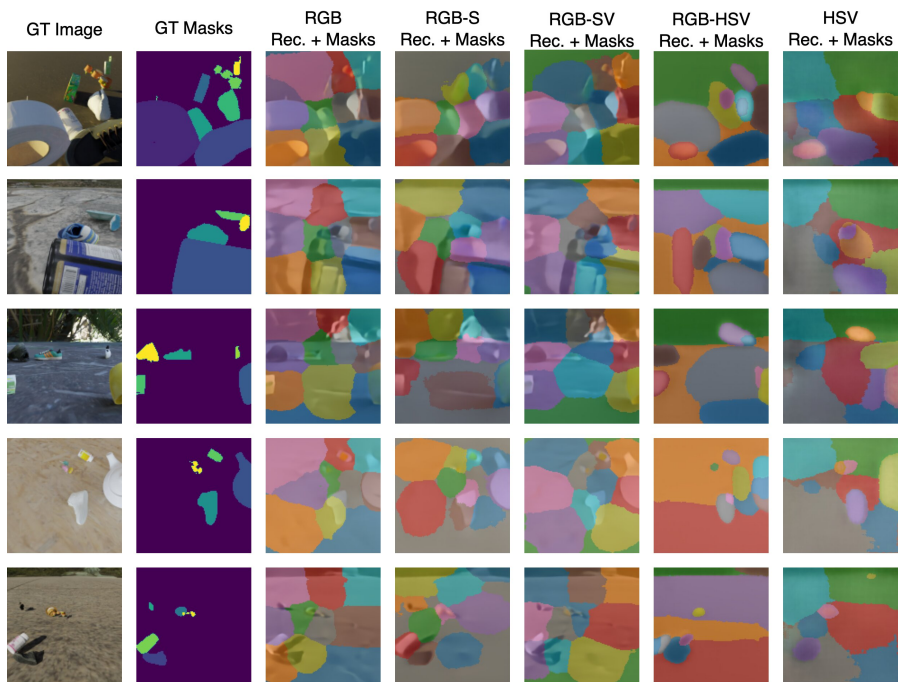 GT Image
GT Masks
RGB
Rec. + Masks
RGB-S
Rec. + Masks
RGB-SV
Rec. + Masks
RGB-HSV
Rec. + Masks
HSV
Rec. + Masks